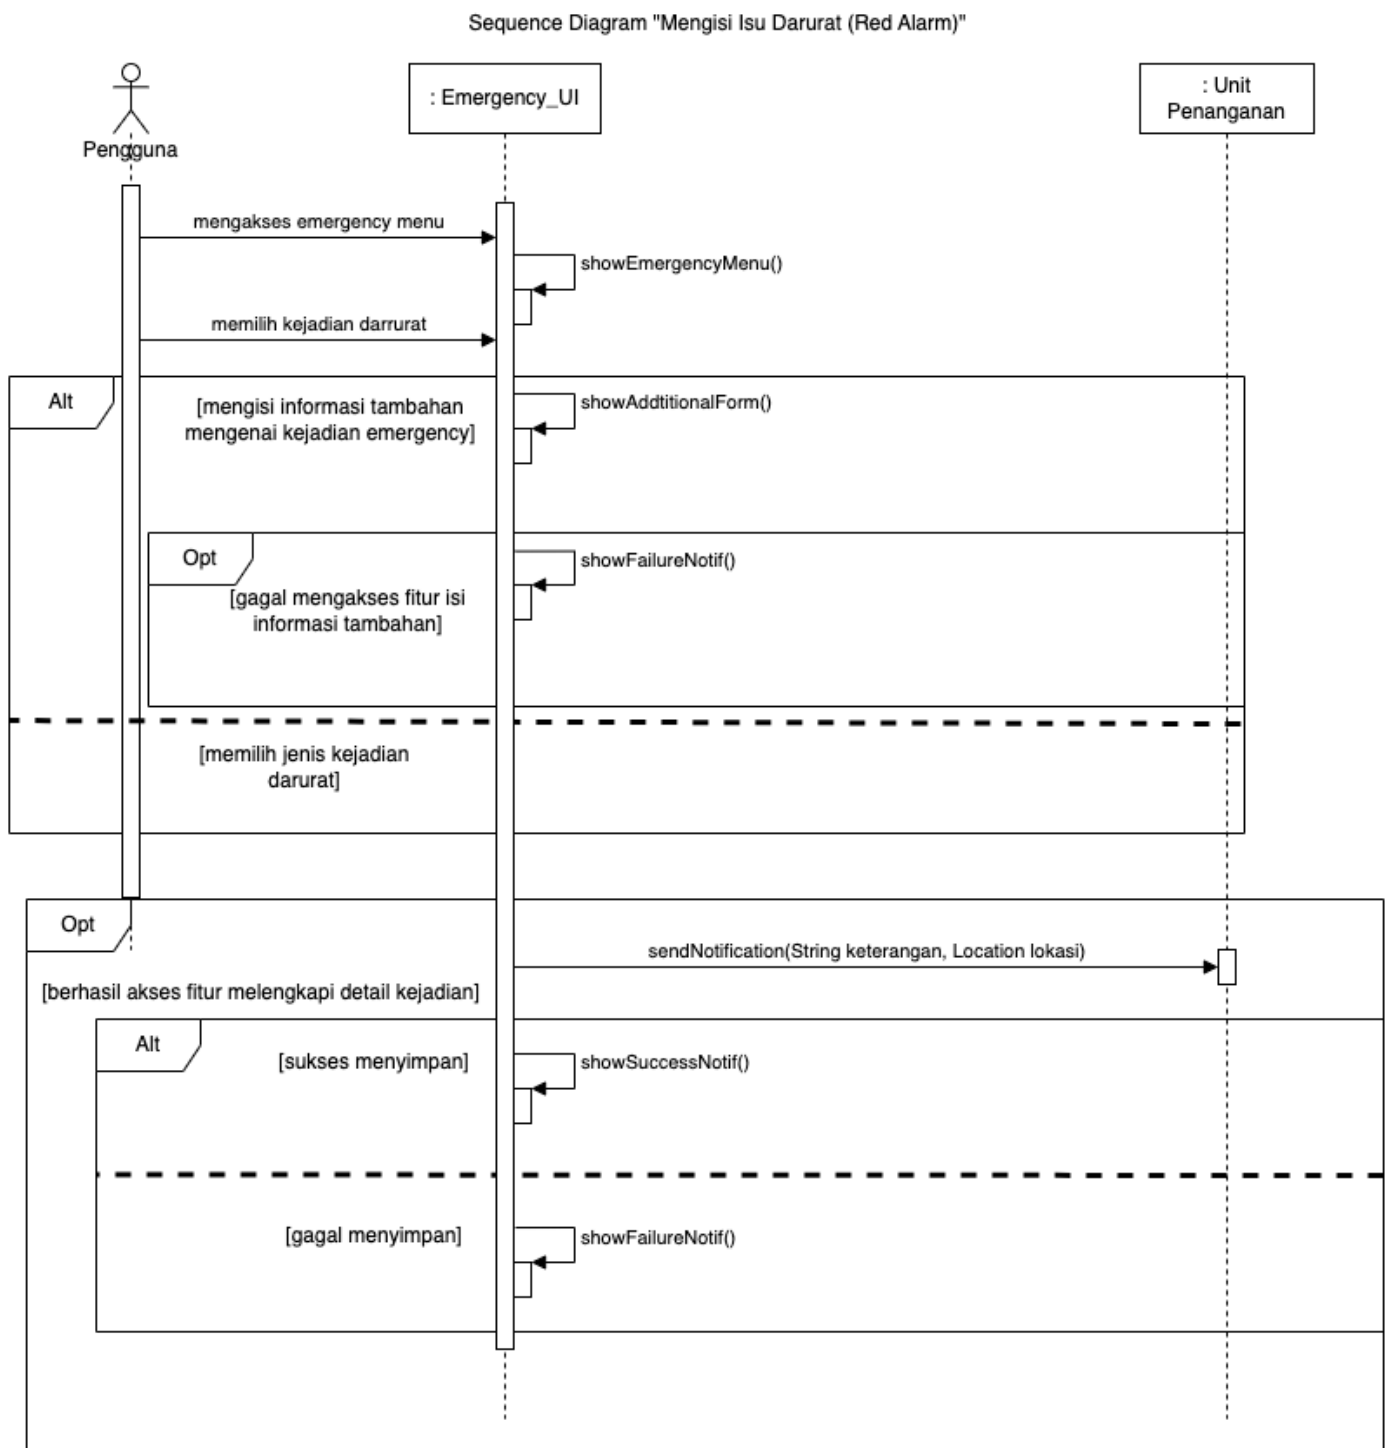 Sequence Diagram "Mengisi Isu Darurat (Red Alarm)"
Pengguna
: Emergency_UI
: Unit
Penanganan
mengakses emergency menu
showEmergencyMenu()
memilih kejadian darrurat
Alt
[mengisi informasi tambahan
mengenai kejadian emergency]
showAddtitionalForm()
Opt
[gagal mengakses fitur isi
informasi tambahan]
showFailureNotif()
[memilih jenis kejadian
darurat]
Opt
sendNotification(String keterangan, Location lokasi)
[berhasil akses fitur melengkapi detail kejadian]
Alt
[sukses menyimpan]
showSuccessNotif()
[gagal menyimpan]
showFailureNotif()